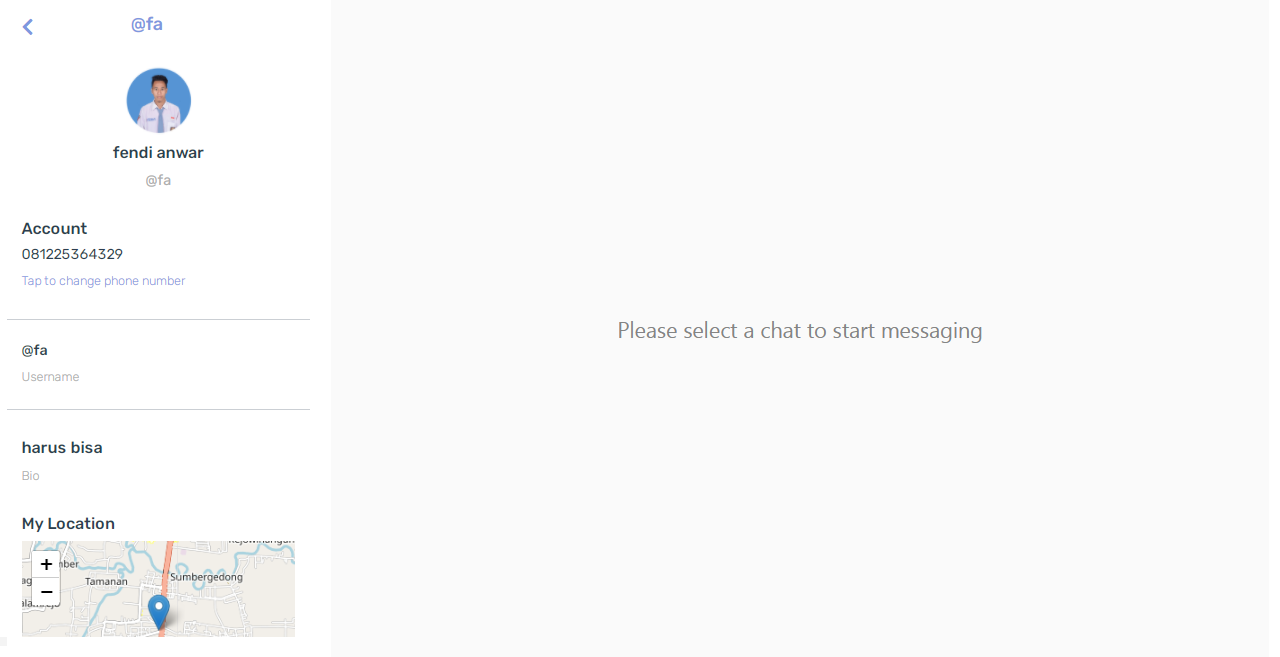 @fa
fendi anwar
@fa
Account
081225364329
Tap to change phone number
@fa
Username
harus bisa
Bio
My Location
+
Tamanan
Sumbergedong
−
Please select a chat to start messaging